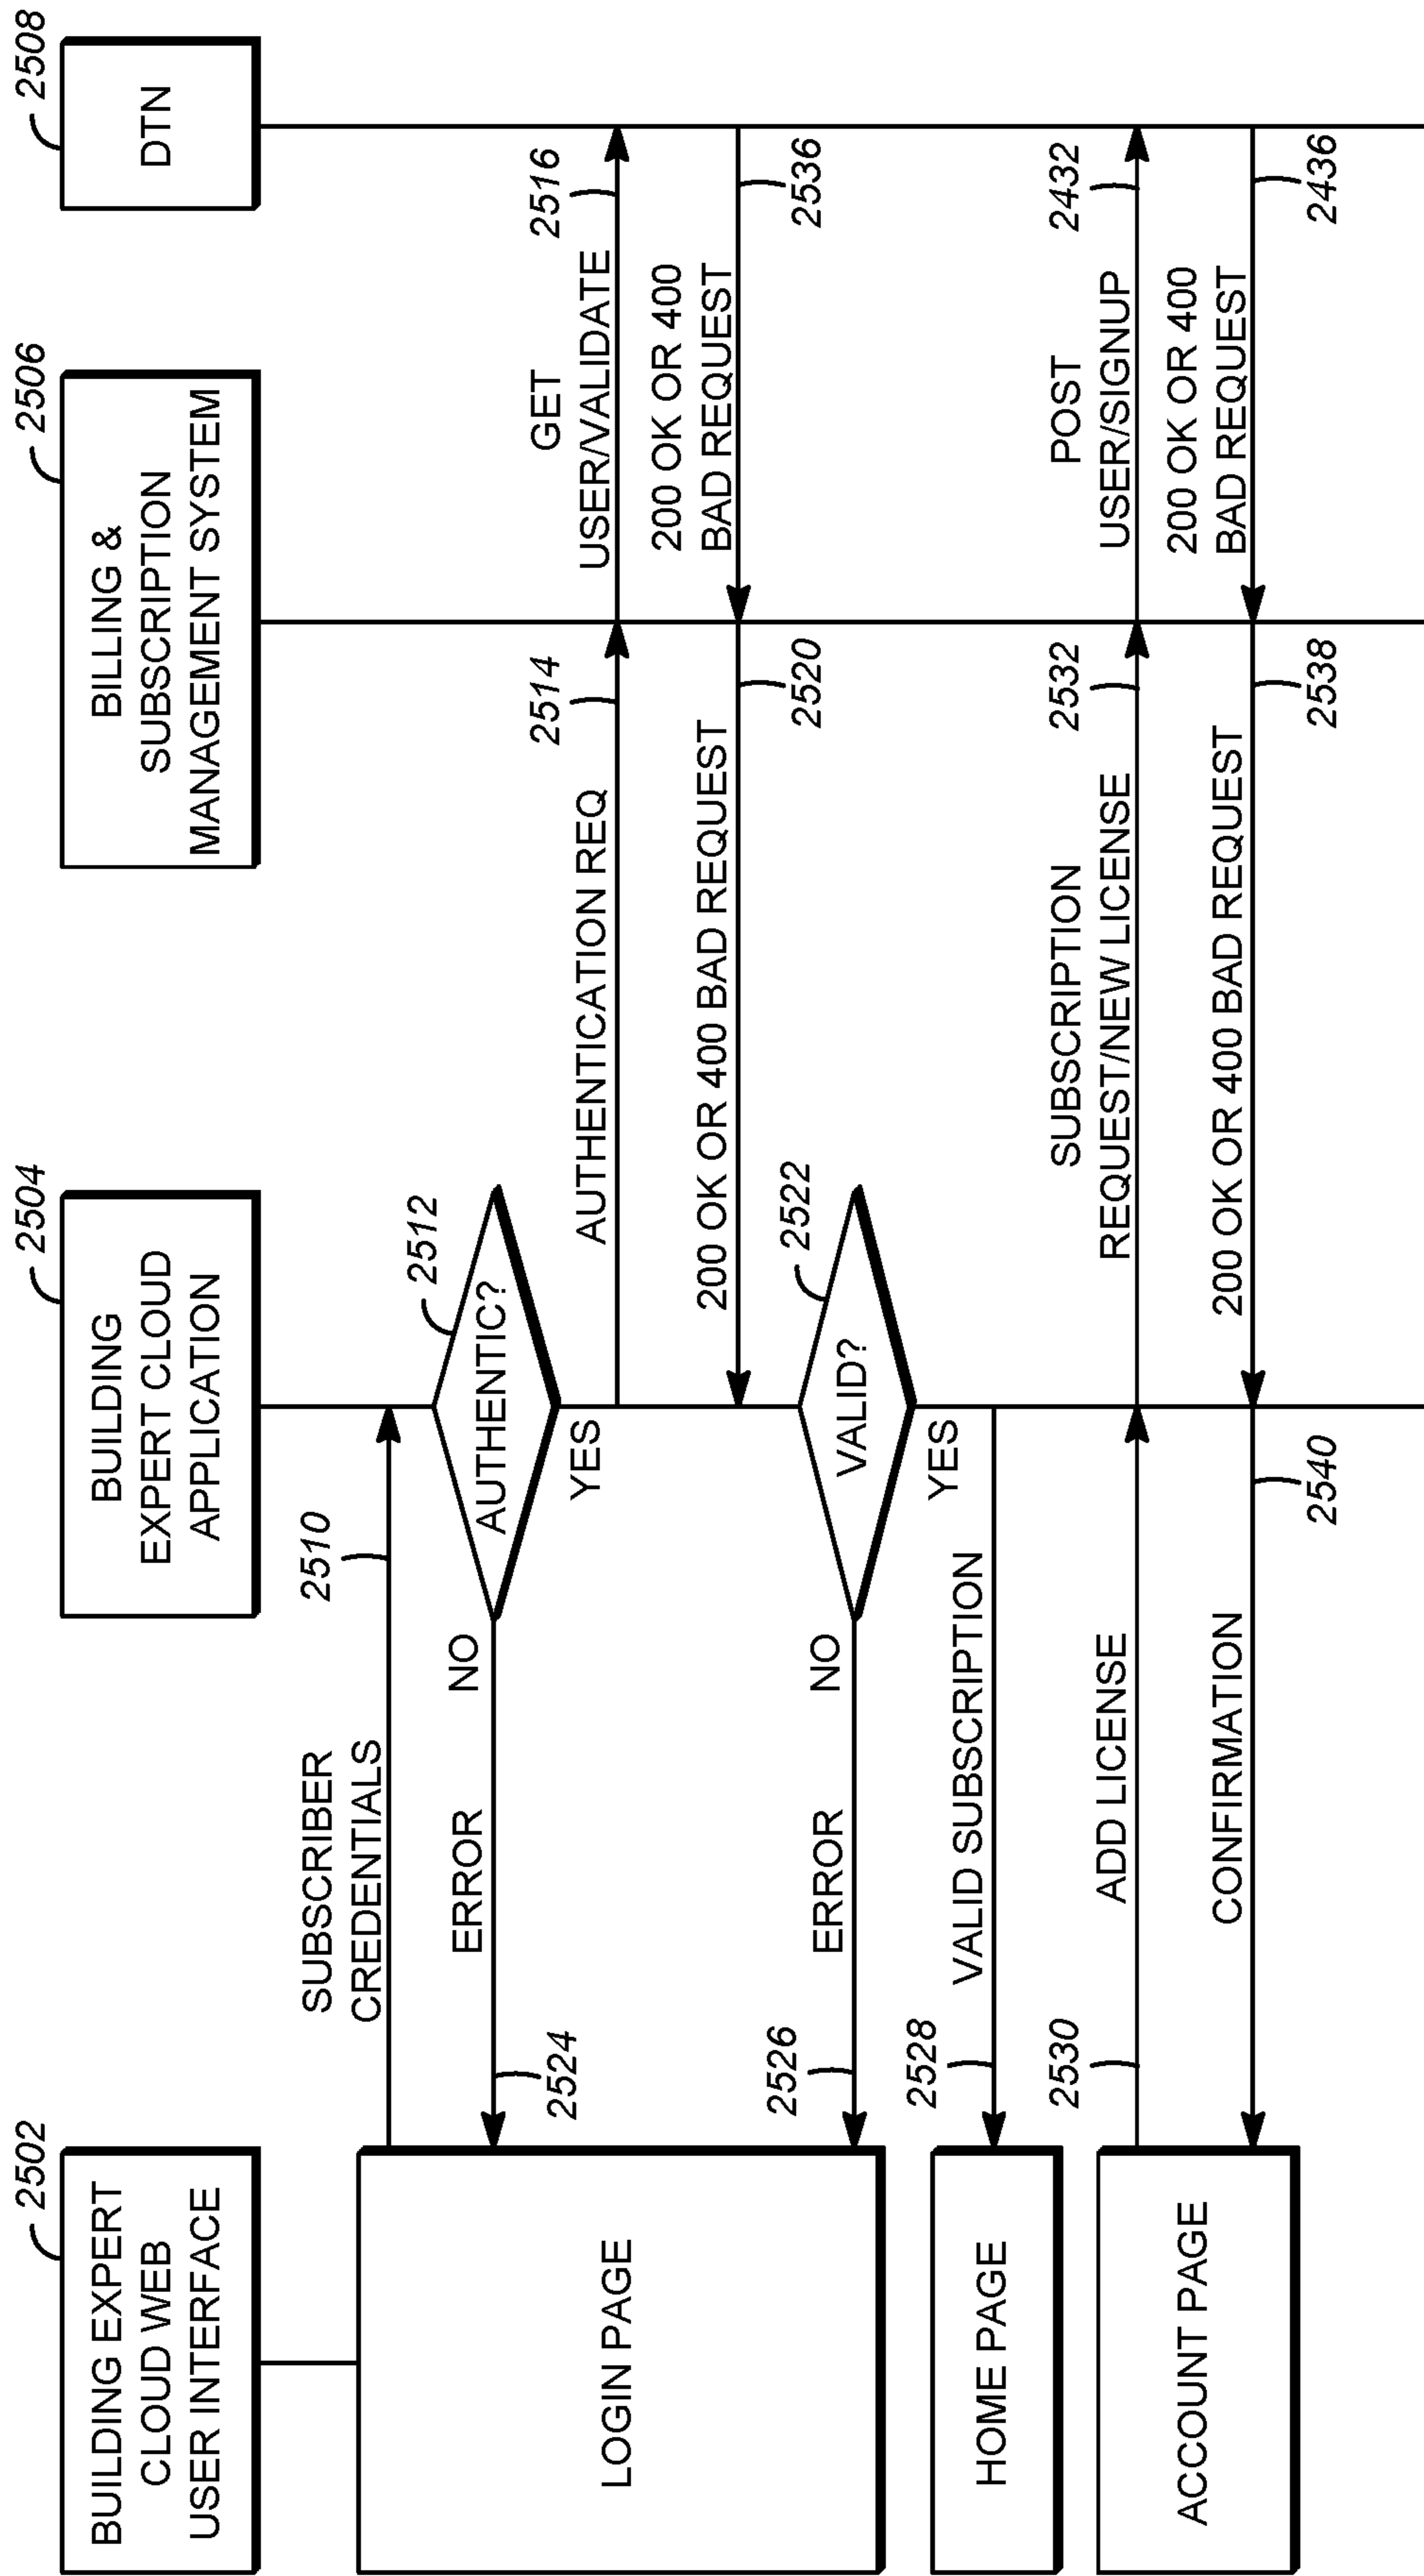 2502
BUILDING EXPERT
CLOUD WEB
USER INTERFACE
2504
BUILDING
EXPERT CLOUD
APPLICATION
2506
BILLING &
SUBSCRIPTION
MANAGEMENT SYSTEM
2508
DTN
SUBSCRIBER
CREDENTIALS
2510
2512
AUTHENTIC?
NO
ERROR
2524
YES
AUTHENTICATION REQ
2514
GET
USER/VALIDATE
2516
LOGIN PAGE
200 OK OR 400 BAD REQUEST
2520
200 OK OR 400
BAD REQUEST
2536
2522
VALID?
NO
ERROR
2526
YES
VALID SUBSCRIPTION
2528
HOME PAGE
2530
ADD LICENSE
SUBSCRIPTION
REQUEST/NEW LICENSE
2532
POST
USER/SIGNUP
2432
ACCOUNT PAGE
CONFIRMATION
2540
200 OK OR 400 BAD REQUEST
2538
200 OK OR 400
BAD REQUEST
2436